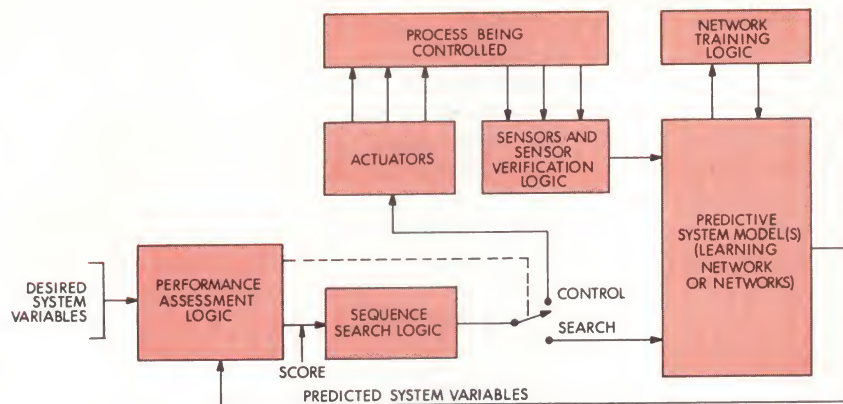 PROCESS BEING
CONTROLLED
NETWORK
TRAINING
LOGIC
ACTUATORS
SENSORS AND
SENSOR
VERIFICATION
LOGIC
PREDICTIVE
SYSTEM MODEL(S)
(LEARNING
NETWORK
OR NETWORKS)
DESIRED
SYSTEM
VARIABLES
PERFORMANCE
ASSESSMENT
LOGIC
SEQUENCE
SEARCH LOGIC
CONTROL
SEARCH
SCORE
PREDICTED SYSTEM VARIABLES